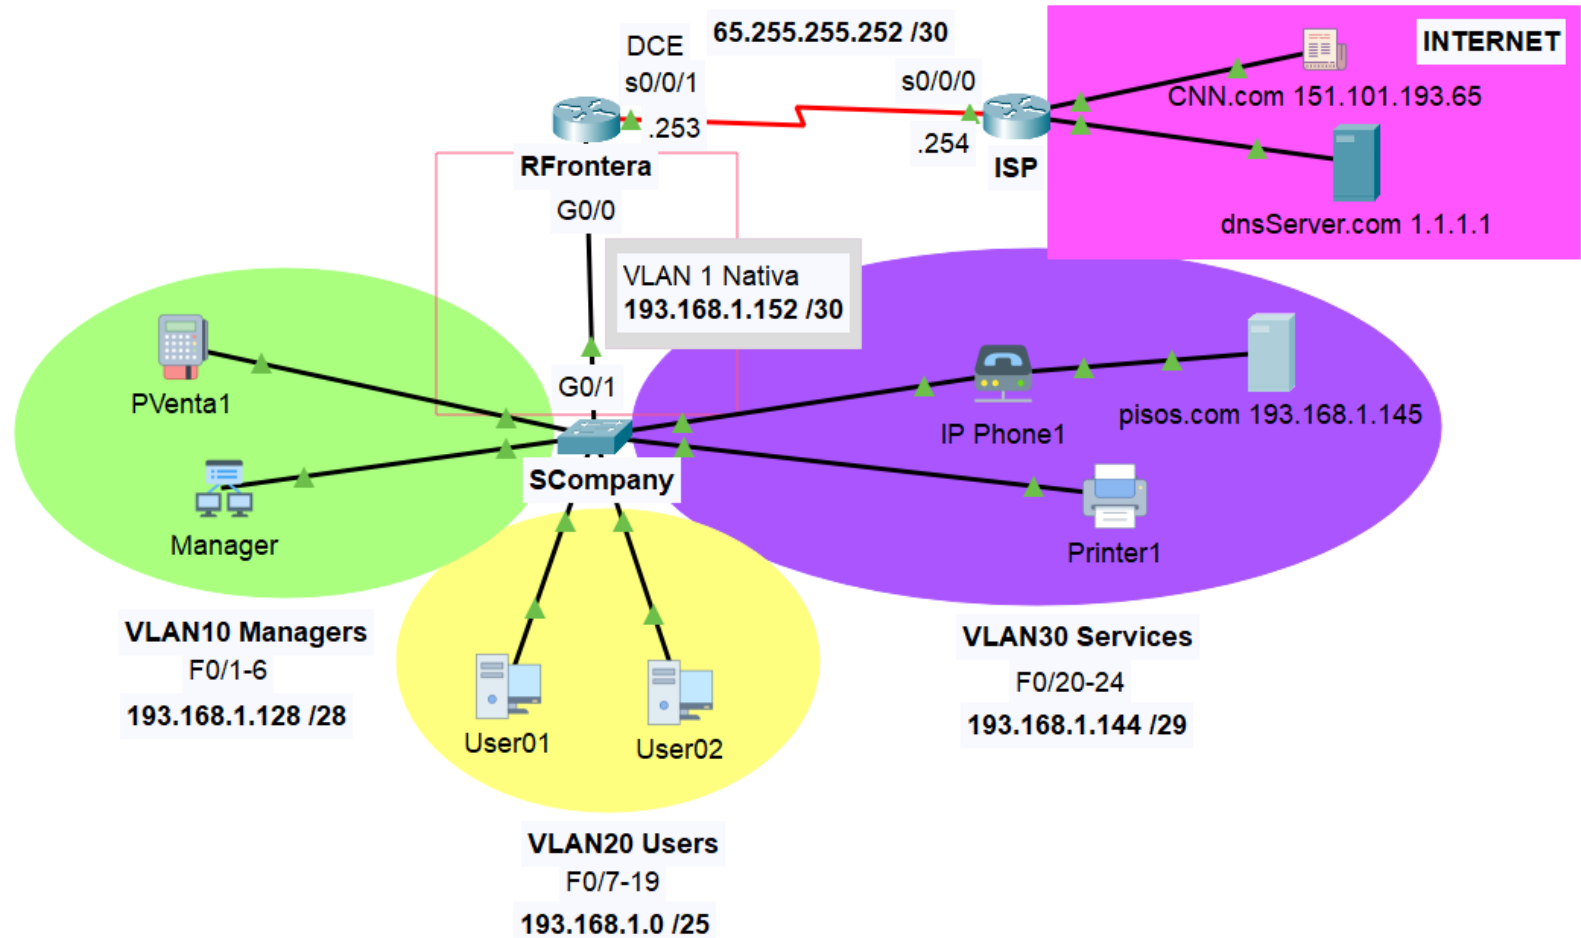 65.255.255.252 /30
INTERNET
DCE
s0/0/1
s0/0/0
CNN.com 151.101.193.65
.253
.254
RFrontera
ISP
G0/0
dnsServer.com 1.1.1.1
VLAN 1 Nativa
193.168.1.152 /30
G0/1
PVenta1
IP Phone1
pisos.com 193.168.1.145
SCompany
Manager
Printer1
VLAN10 Managers
F0/1-6
193.168.1.128 /28
VLAN30 Services
F0/20-24
193.168.1.144 /29
User01
User02
VLAN20 Users
F0/7-19
193.168.1.0 /25